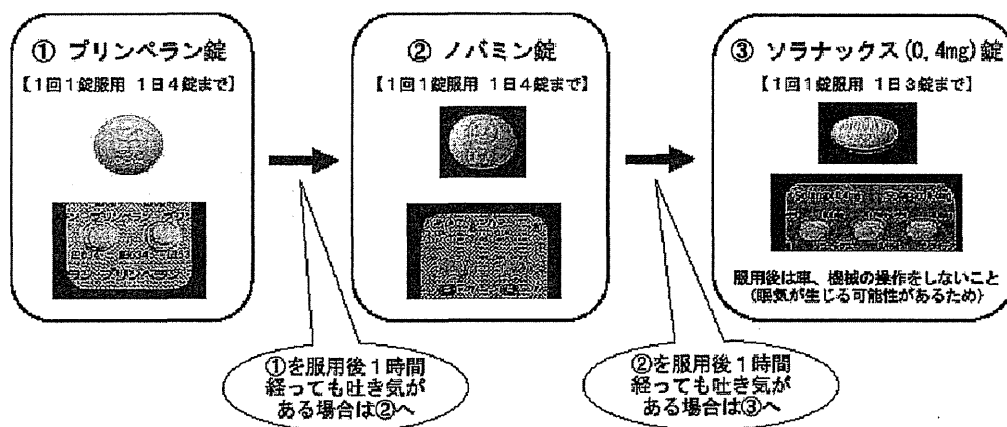 ① プリンペラン錠
【1回1錠服用 1日4錠まで】
② ノバミン錠
【1回1錠服用 1日4錠まで】
③ ソラナックス(0.4mg)錠
【1回1錠服用 1日3錠まで】
服用後は車、機械の操作をしないこと
(眠気が生じる可能性があるため)
①を服用後1時間
経っても吐き気が
ある場合は②へ
②を服用後1時間
経っても吐き気が
ある場合は③へ